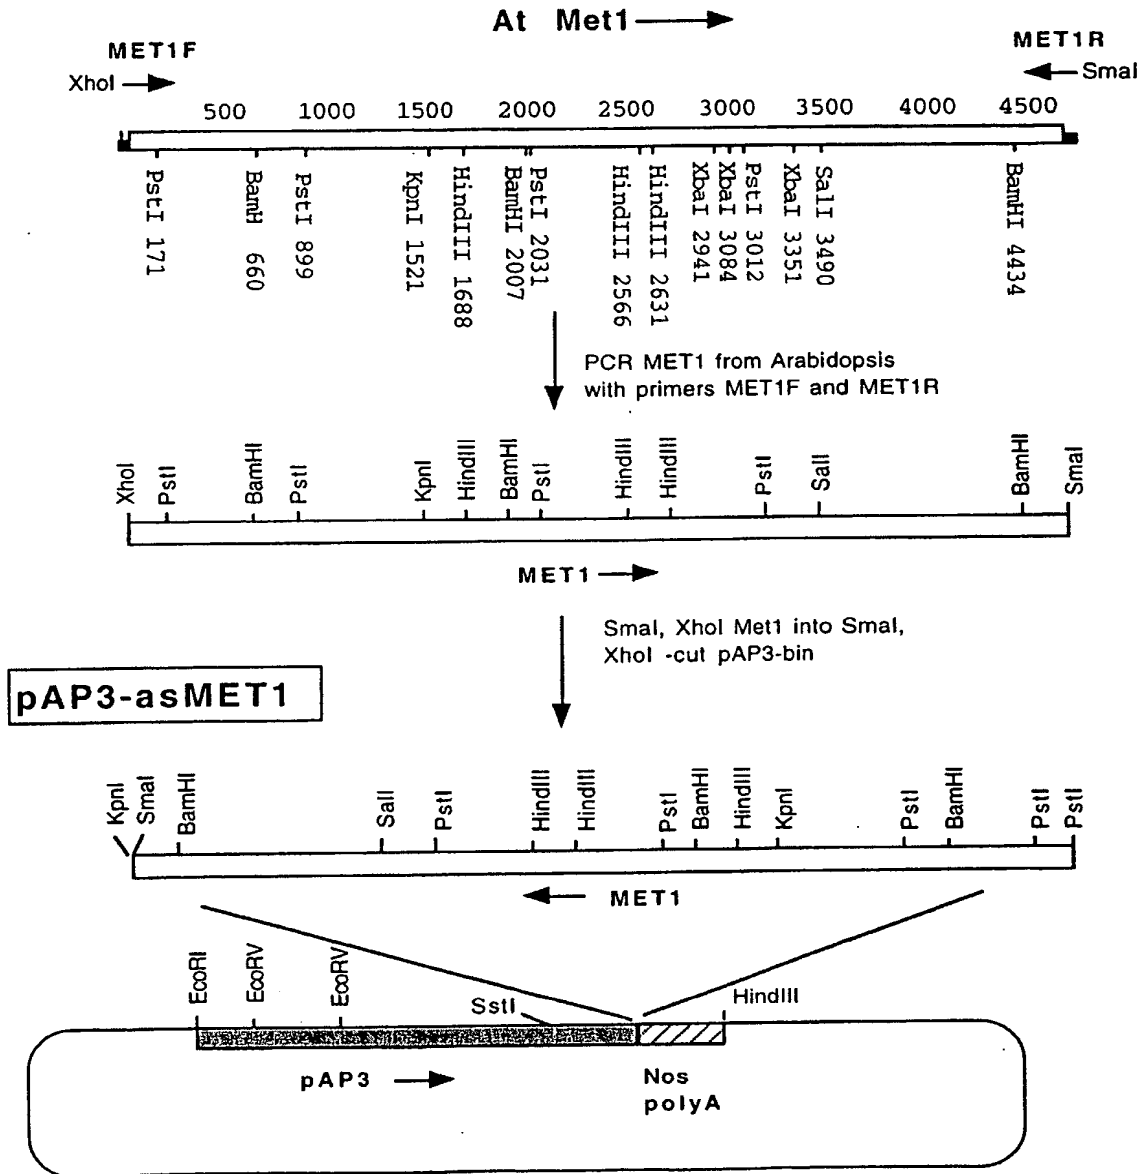 At Met1
MET1F
MET1R
XhoI
SmaI
500 1000 1500 2000 2500 3000 3500 4000 4500
PstI 171
BamH 660
PstI 899
KpnI 1521
HindIII 1688
BamHI 2007
PstI 2031
HindIII 2566
HindIII 2631
XbaI 2941
XbaI 3084
PstI 3012
XbaI 3351
SalI 3490
BamHI 4434
PCR MET1 from Arabidopsis
with primers MET1F and MET1R
XhoI
PstI
BamHI
PstI
KpnI
HindIII
BamHI
PstI
HindIII
HindIII
PstI
SalI
BamHI
SmaI
MET1
SmaI, XhoI Met1 into SmaI,
XhoI -cut pAP3-bin
pAP3-asMET1
KpnI
SmaI
BamHI
SalI
PstI
HindIII
HindIII
PstI
BamHI
HindIII
KpnI
PstI
BamHI
PstI
PstI
MET1
EcoRI
EcoRV
EcoRV
SstI
HindIII
pAP3
Nos
polyA